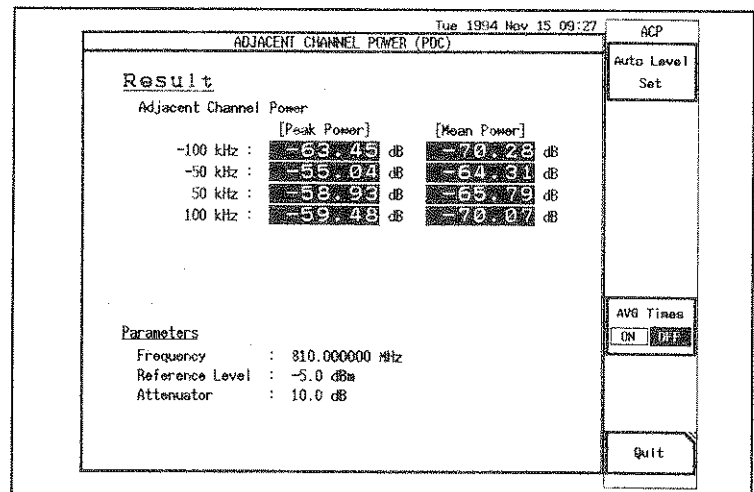 Tue 1994 Nov 15 09:27
ADJACENT CHANNEL POWER (PDC)
Result
Adjacent Channel Power
[Peak Power] [Mean Power]
-100 kHz : -63.45 dB -70.28 dB
-50 kHz : -55.04 dB -64.31 dB
50 kHz : -58.93 dB -65.79 dB
100 kHz : -59.48 dB -70.07 dB
Parameters
Frequency : 810.000000 MHz
Reference Level : -5.0 dBm
Attenuator : 10.0 dB
ACP
Auto Level
Set
AVG Times
ON OFF
Quit